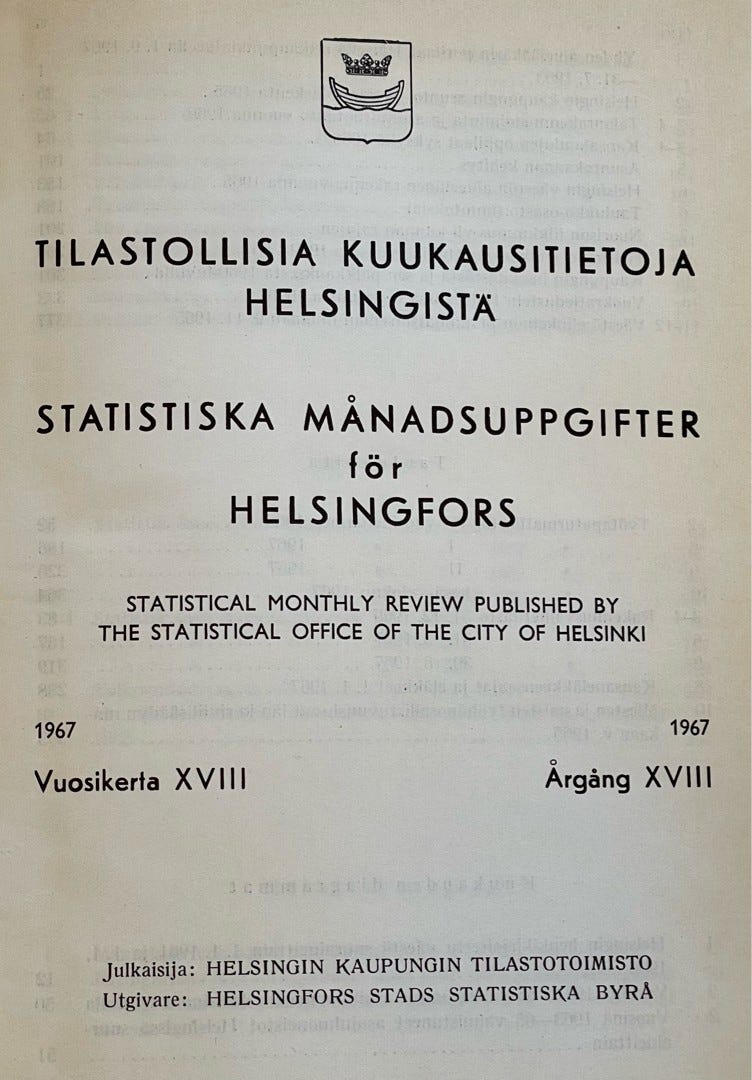 TILASTOLLISIA KUUKAUSITIETOJA
HELSINGISTÄ
STATISTISKA MÅNADSUPPGIFTER
för
HELSINGFORS
STATISTICAL MONTHLY REVIEW PUBLISHED BY
THE STATISTICAL OFFICE OF THE CITY OF HELSINKI
1967 1967
Vuosikerta XVIII Årgång XVIII
Julkaisija: HELSINGIN KAUPUNGIN TILASTOTOIMISTO
Utgivare: HELSINGFORS STADS STATISTISKA BYRÅ